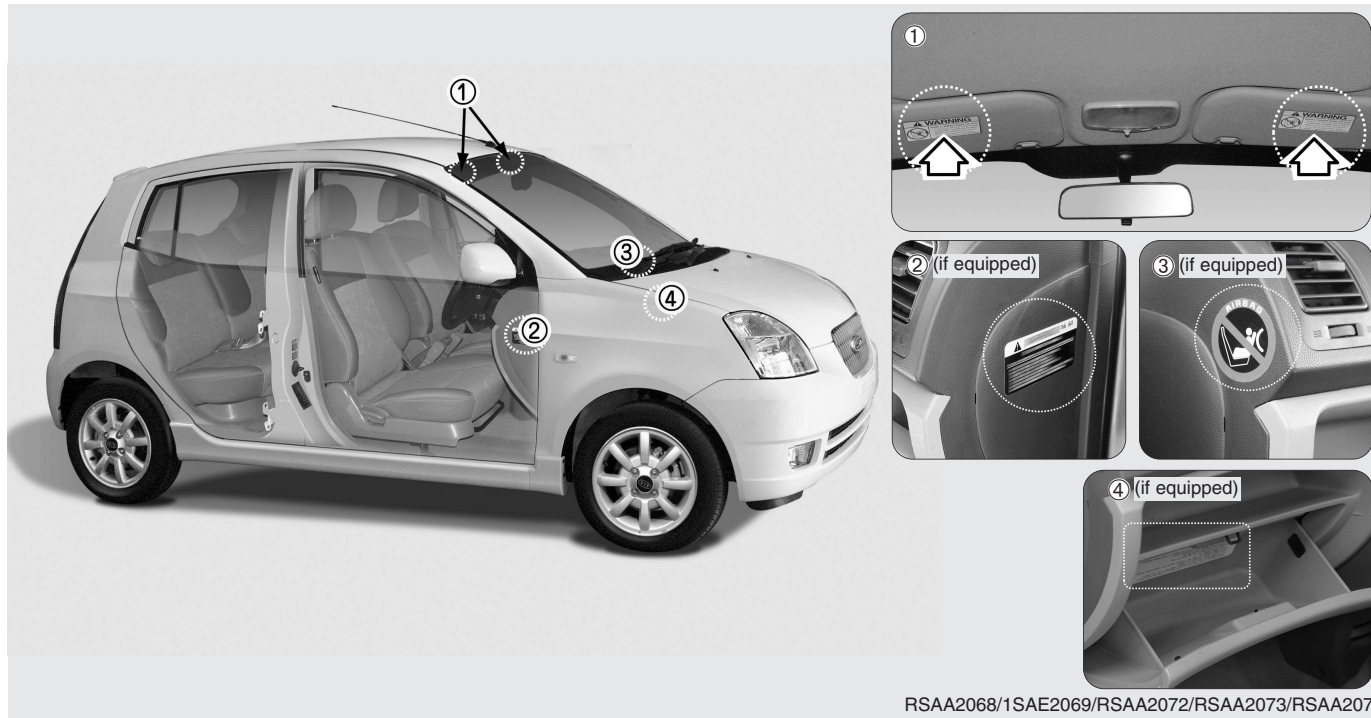 ①
①
③
④
②
▲ WARNING
▲ WARNING
② (if equipped)
③ (if equipped)
AIRBAG
④ (if equipped)
RSAA2068/1SAE2069/RSAA2072/RSAA2073/RSAA207